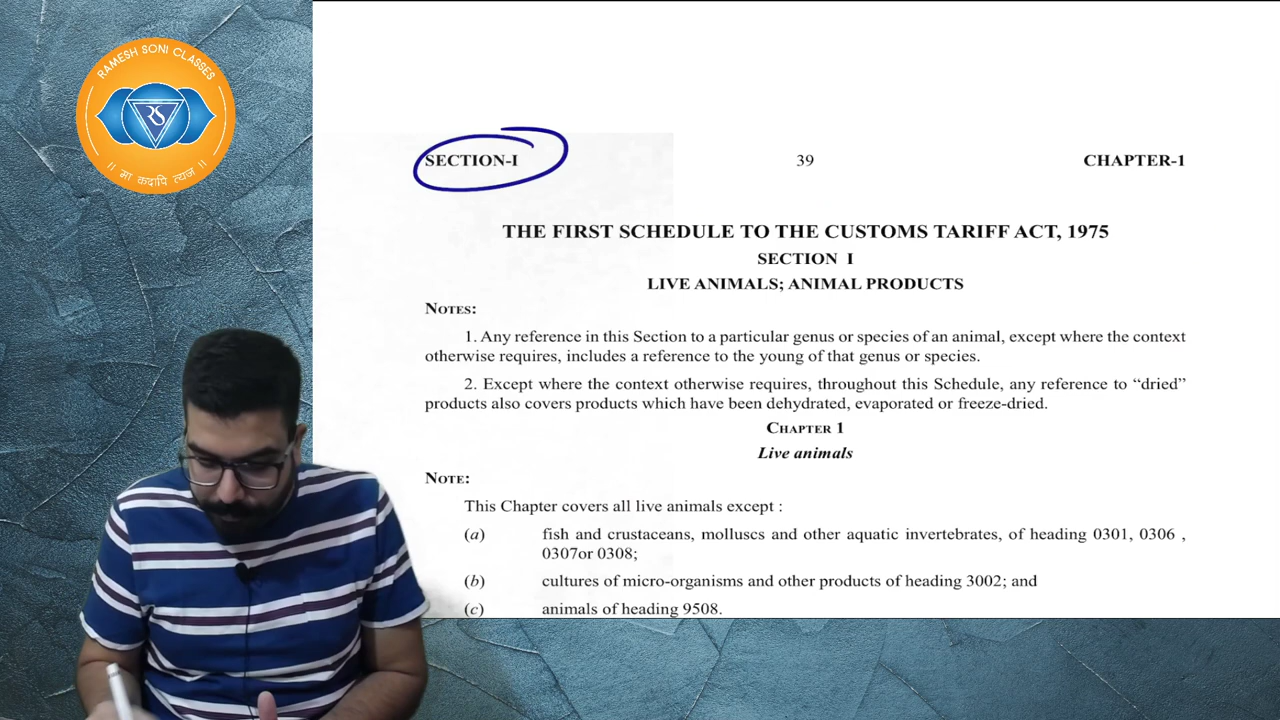 RAMESH SONI CLASSES
|| मा कदापि त्यज ||
SECTION-I 39 CHAPTER-1
THE FIRST SCHEDULE TO THE CUSTOMS TARIFF ACT, 1975
SECTION I
LIVE ANIMALS; ANIMAL PRODUCTS
NOTES:
1. Any reference in this Section to a particular genus or species of an animal, except where the context
otherwise requires, includes a reference to the young of that genus or species.
2. Except where the context otherwise requires, throughout this Schedule, any reference to “dried”
products also covers products which have been dehydrated, evaporated or freeze-dried.
CHAPTER 1
Live animals
NOTE:
This Chapter covers all live animals except :
(a) fish and crustaceans, molluscs and other aquatic invertebrates, of heading 0301, 0306 ,
0307or 0308;
(b) cultures of micro-organisms and other products of heading 3002; and
(c) animals of heading 9508.